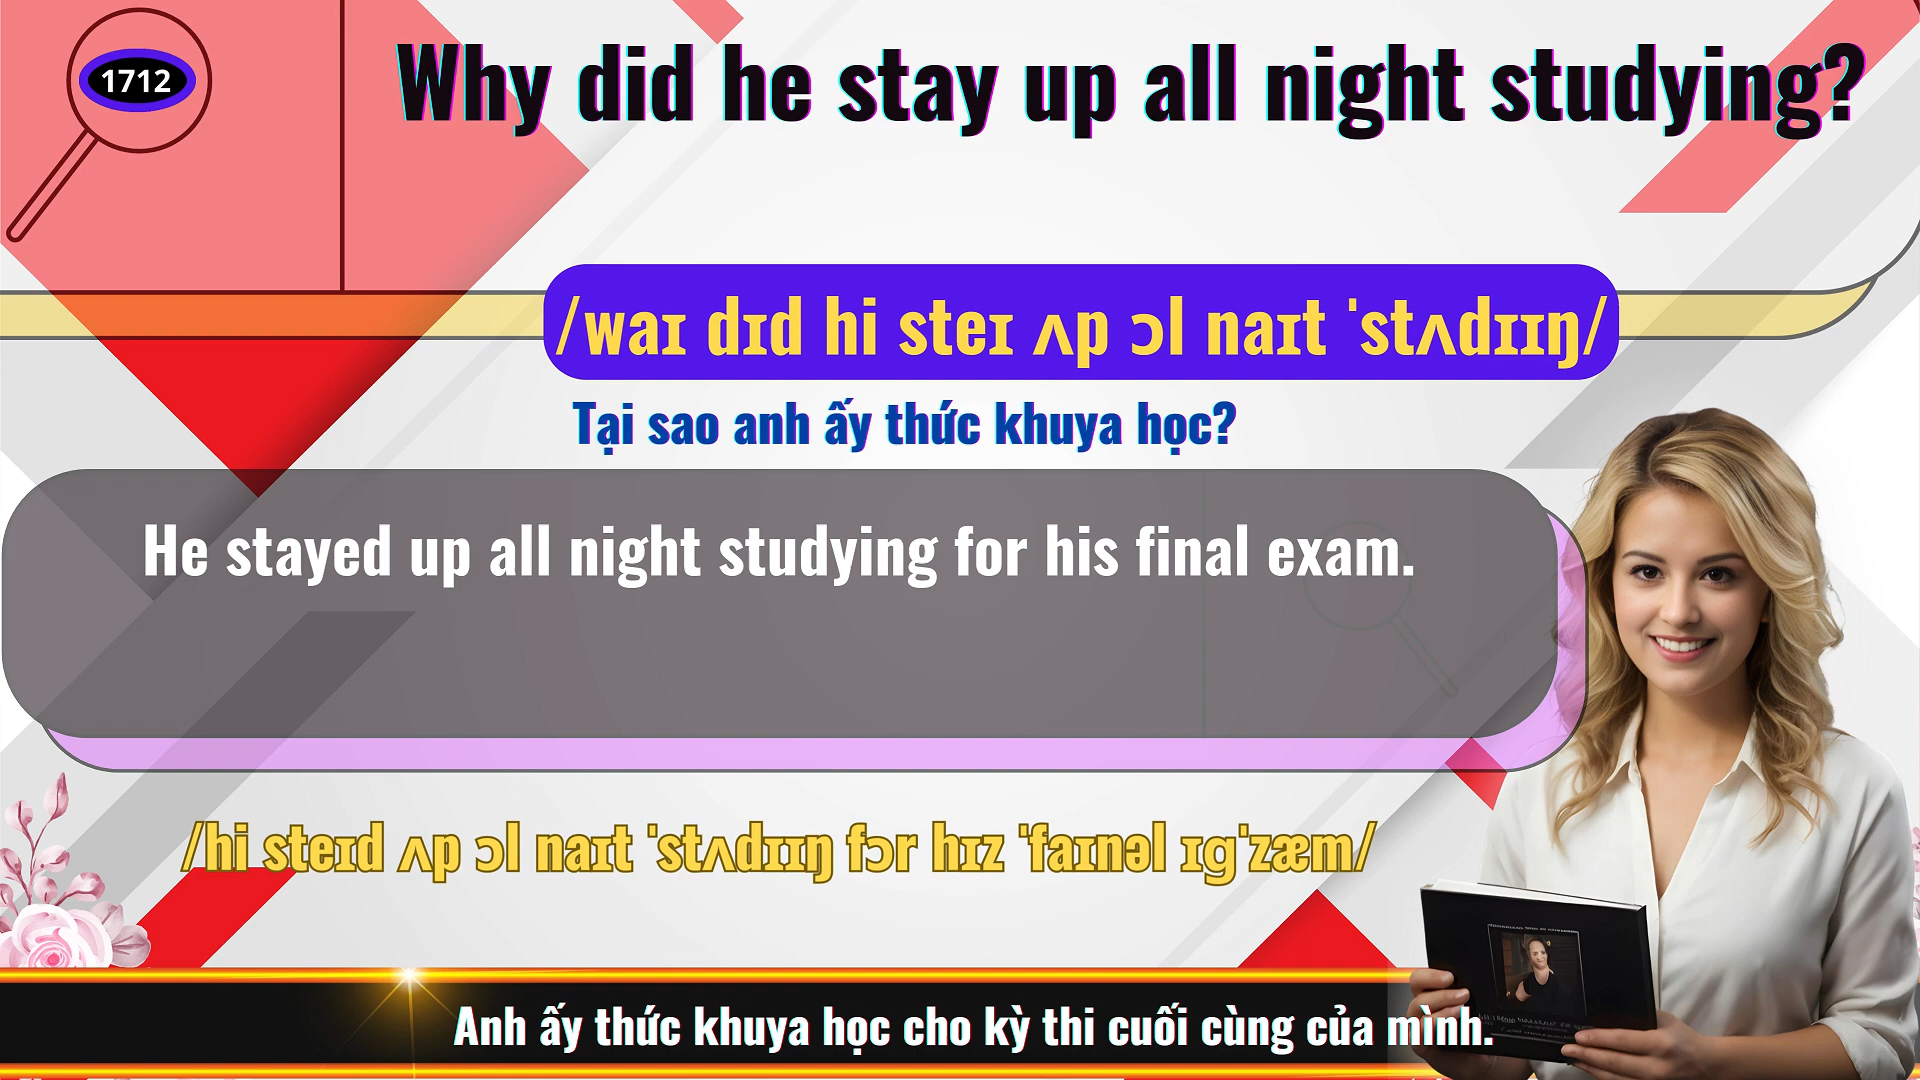 1712
Why did he stay up all night studying?
/waɪ dɪd hi steɪ ʌp ɔl naɪt ˈstʌdɪɪŋ/
Tại sao anh ấy thức khuya học?
He stayed up all night studying for his final exam.
/hi steɪd ʌp ɔl naɪt ˈstʌdɪɪŋ fɔr hɪz ˈfaɪnəl ɪgˈzæm/
Anh ấy thức khuya học cho kỳ thi cuối cùng của mình.